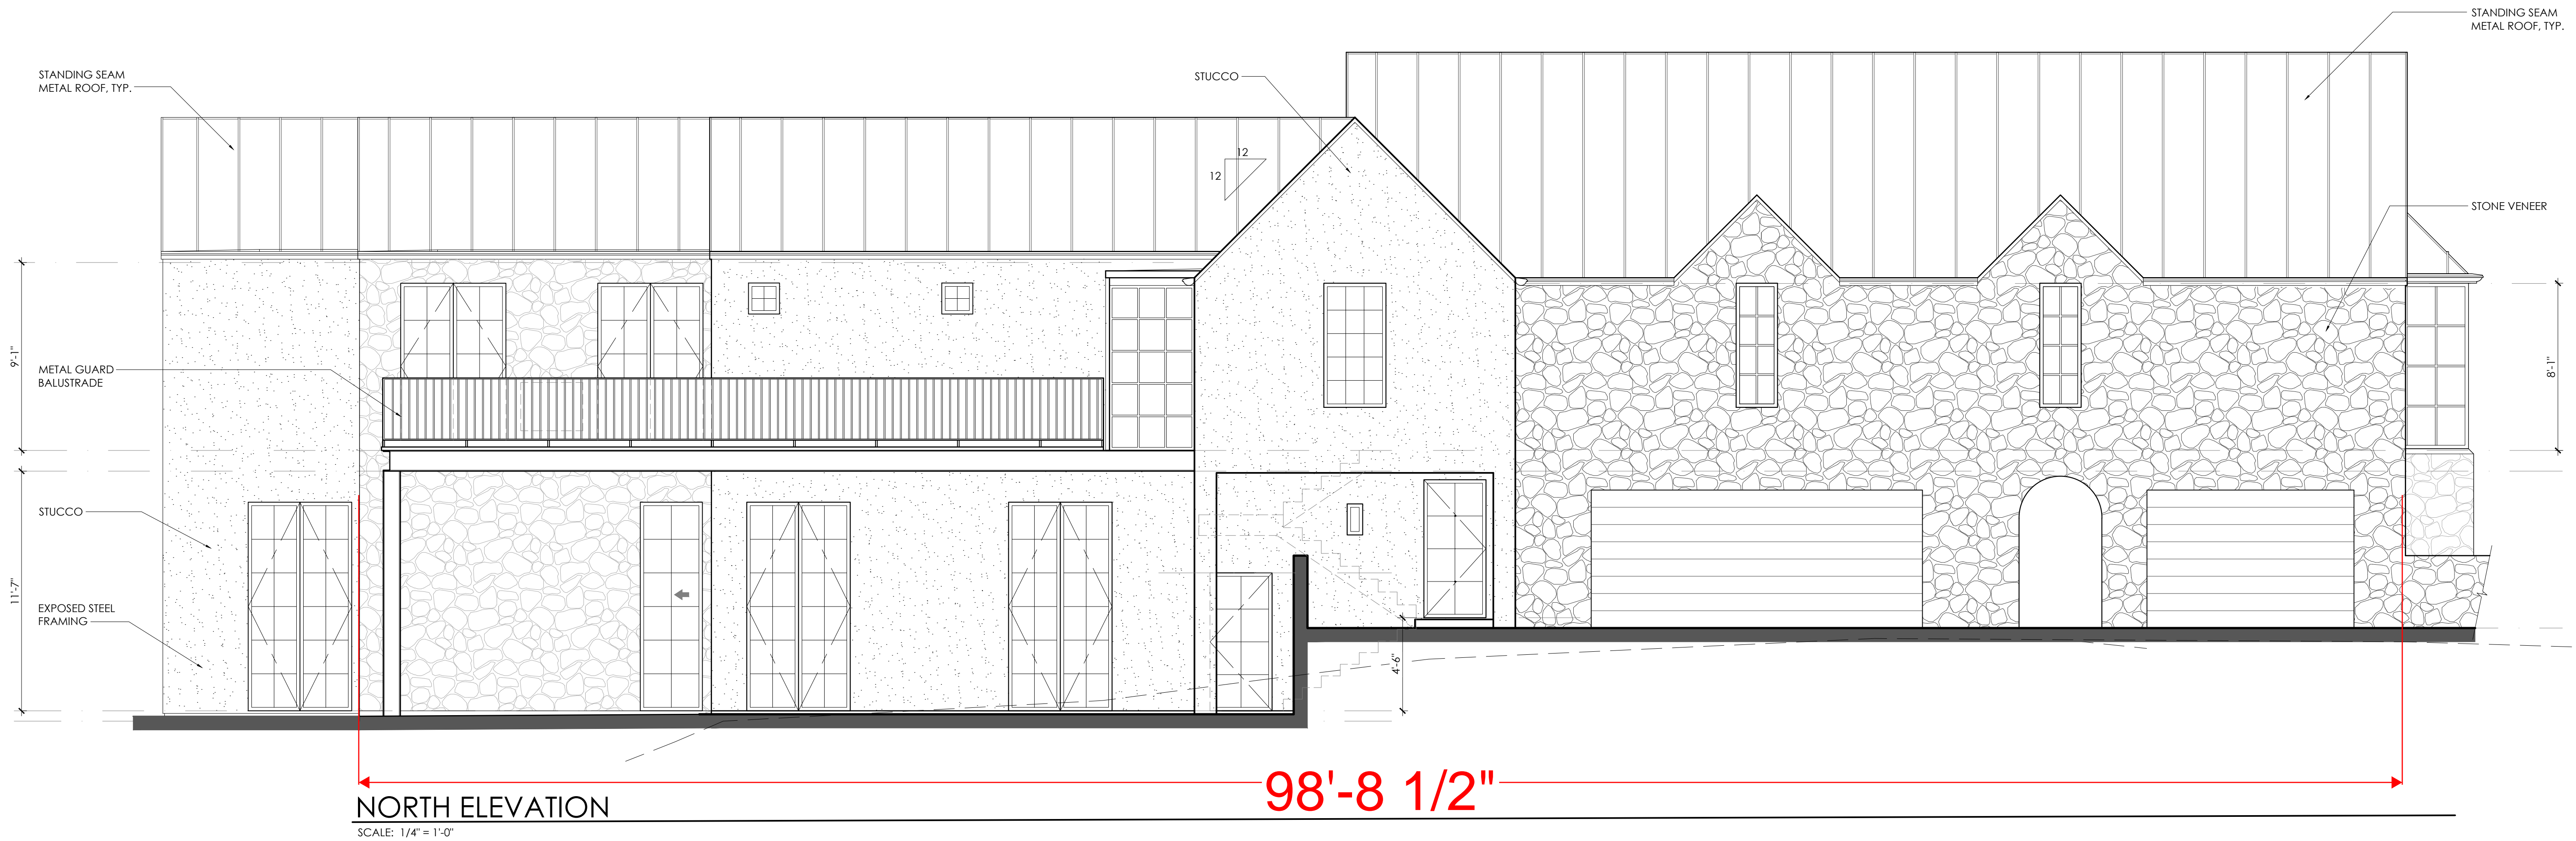 STANDING SEAM
METAL ROOF, TYP.
STANDING SEAM
METAL ROOF, TYP.
STUCCO
12
12
STONE VENEER
9'-1"
METAL GUARD
BALUSTRADE
8'-1"
STUCCO
11'-7"
EXPOSED STEEL
FRAMING
4'-6"
98'-8 1/2"
NORTH ELEVATION
SCALE: 1/4" = 1'-0"